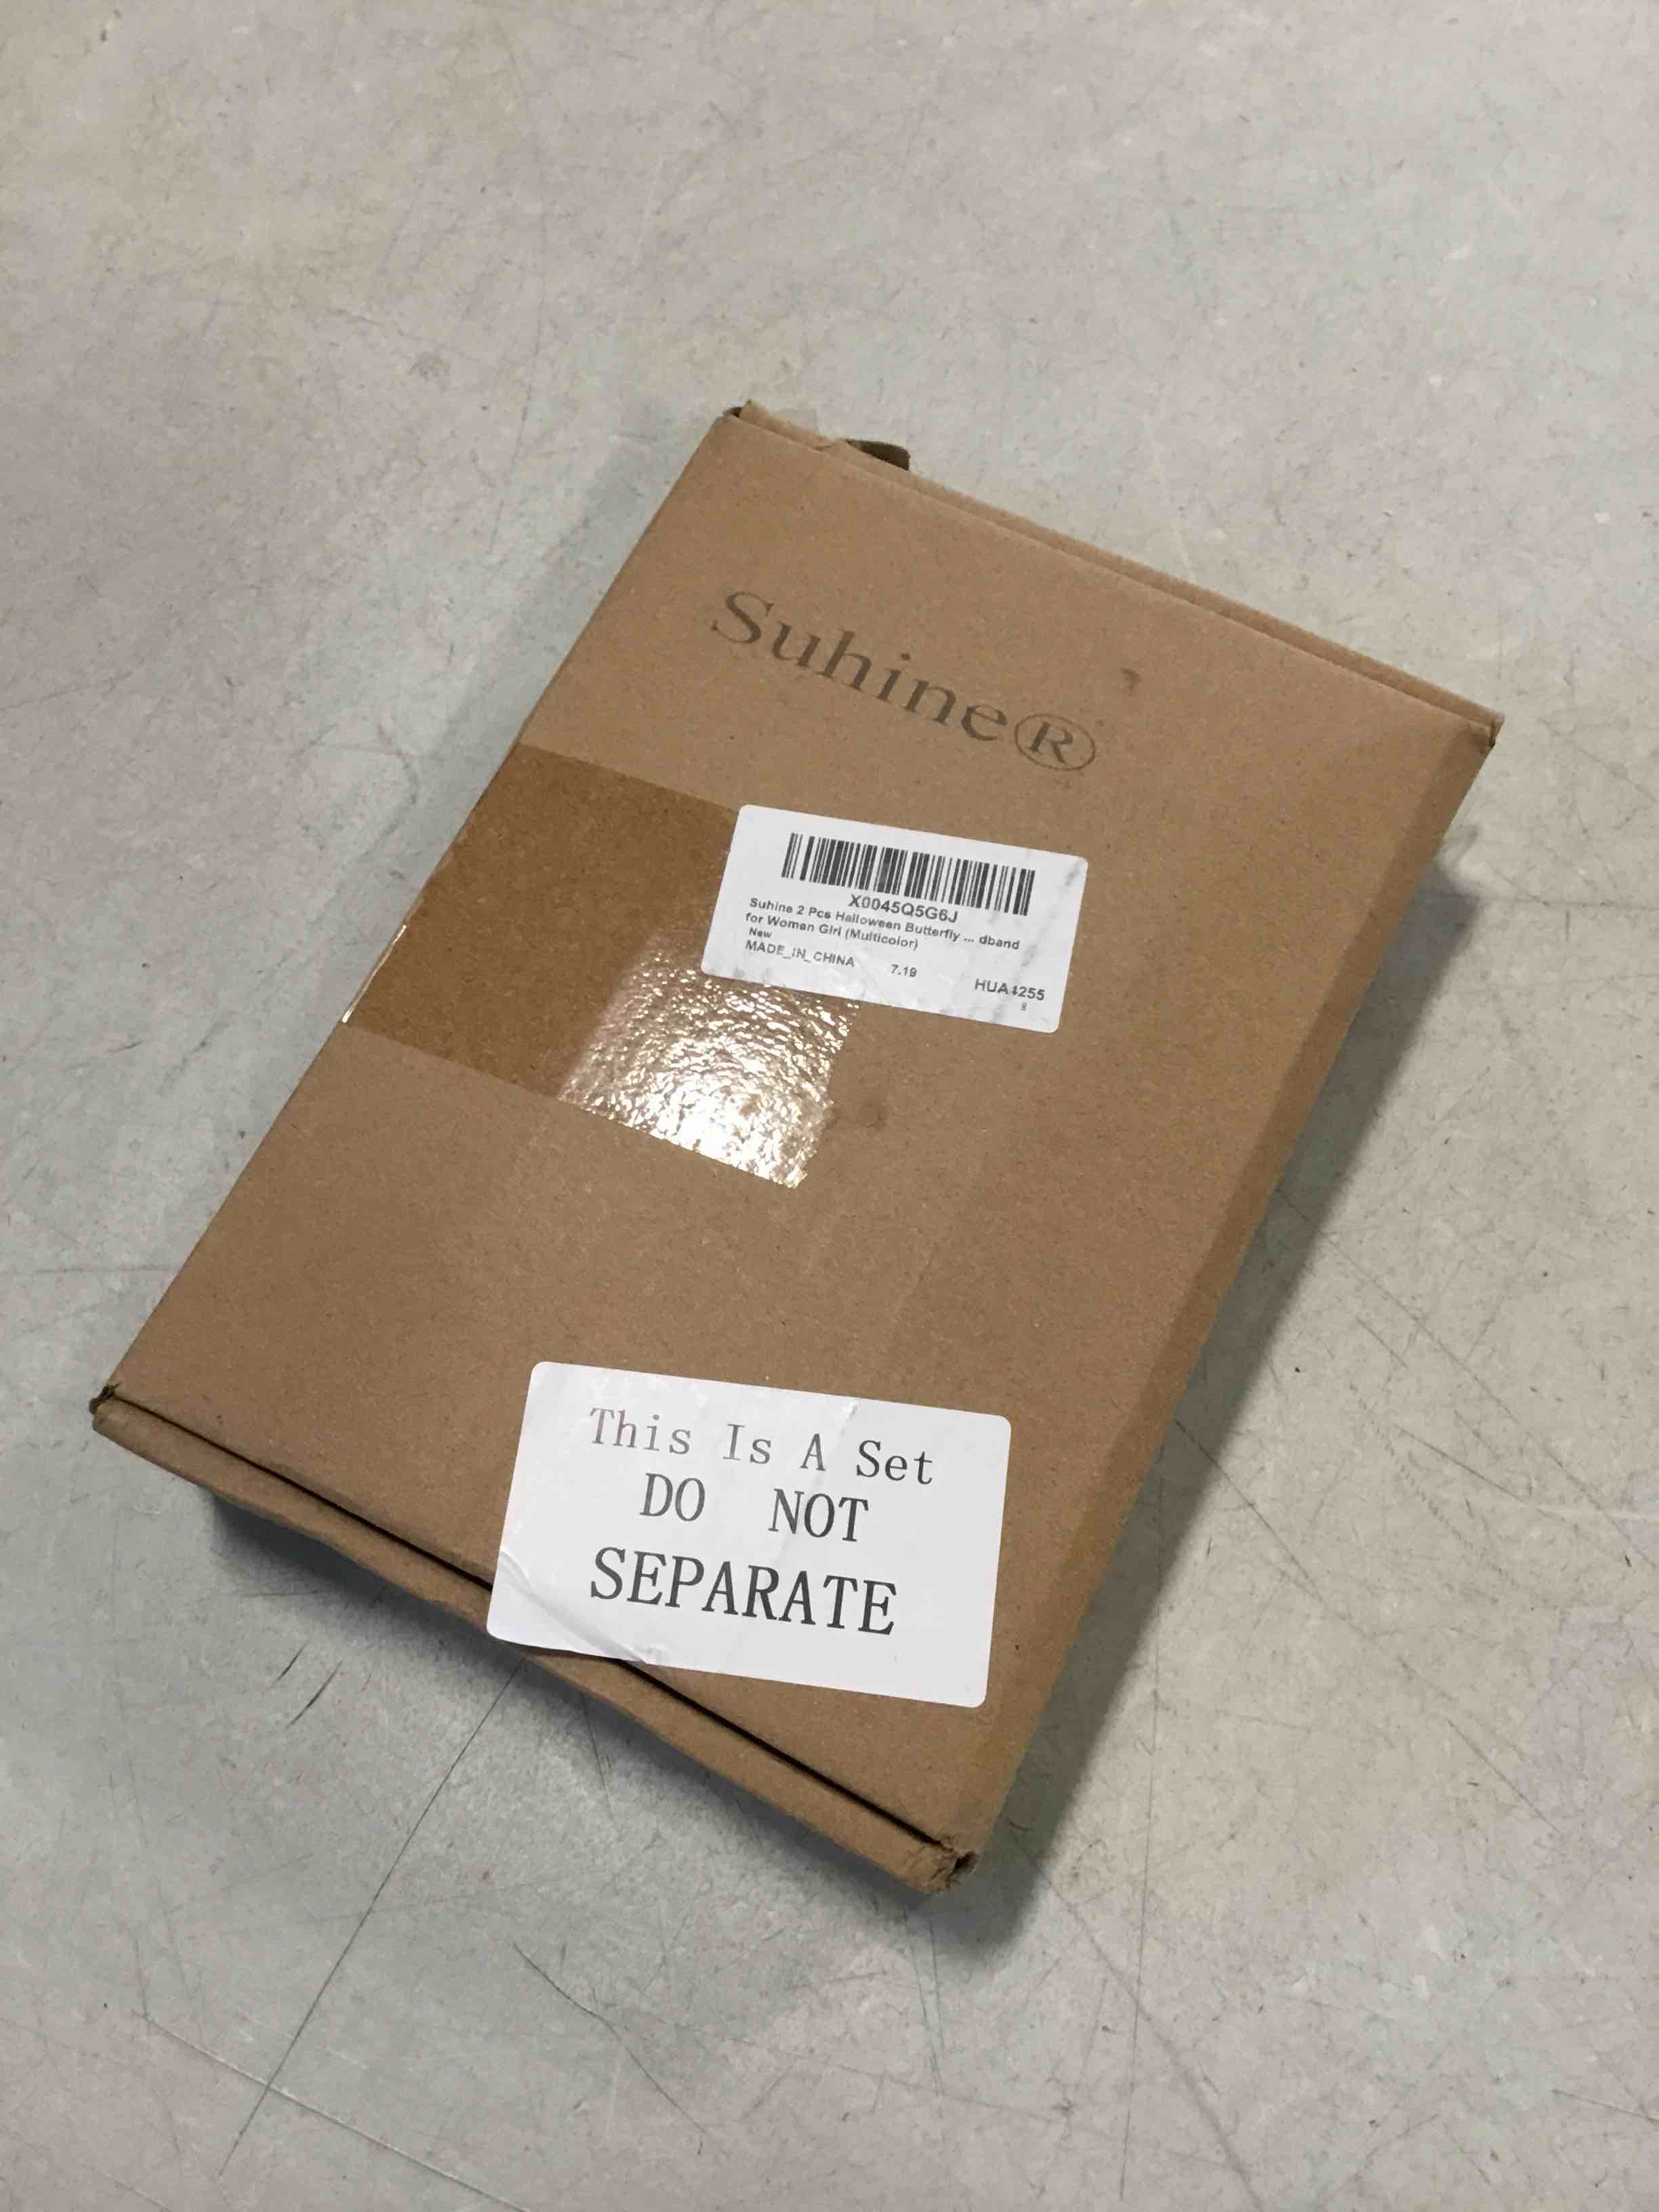 Suhine®
X0045Q5G6J
Suhine 2 Pcs Halloween Butterfly ... dband
for Women Girl (Multicolor)
New
MADE_IN_CHINA 7.19
HUA4255
8
This Is A Set
DO NOT
SEPARATE